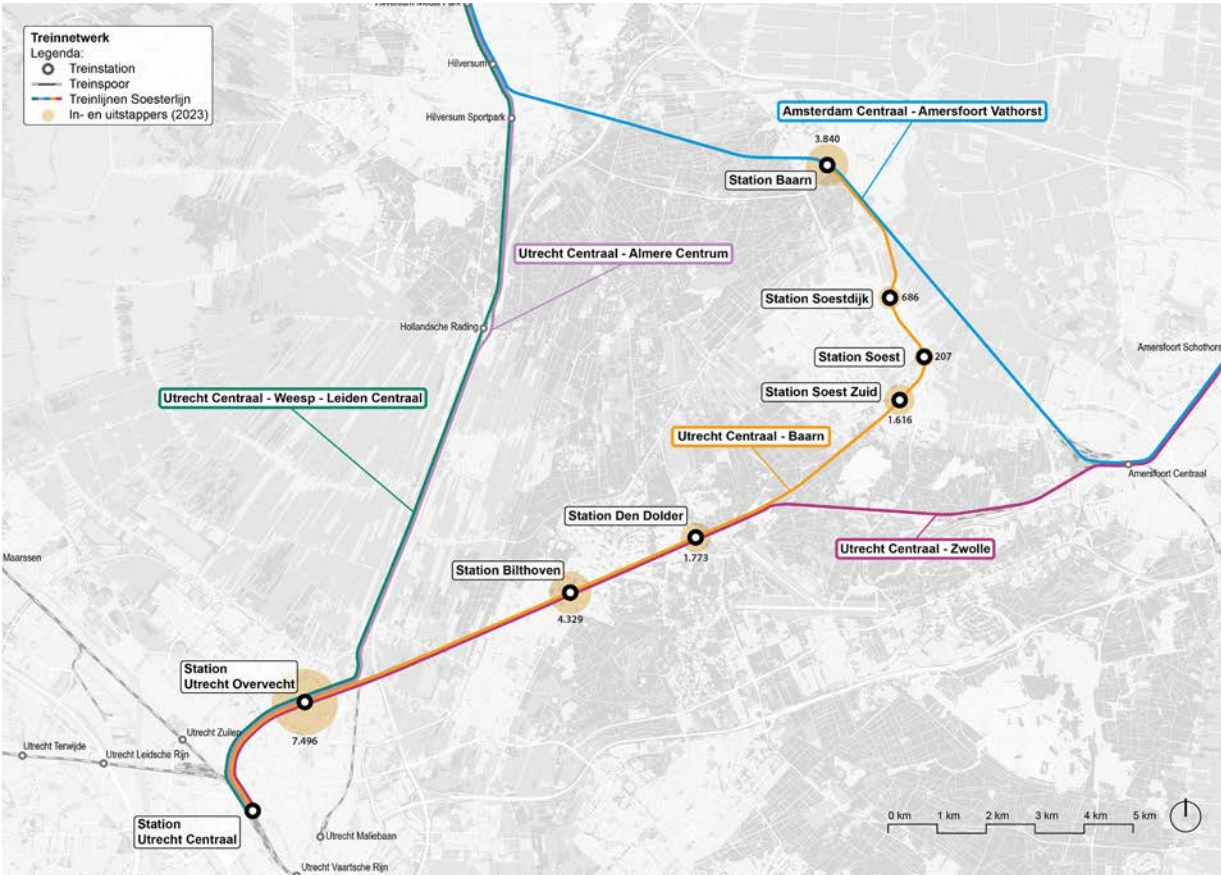 Hilversum Media Park
Treinnetwerk
Legenda:
Treinstation
Treinspoor
Treinlijnen Soesterlijn
In- en uitstappers (2023)
Hilversum
Hilversum Sportpark
Amsterdam Centraal - Amersfoort Vathorst
3.840
Station Baarn
Utrecht Centraal - Almere Centrum
Station Soestdijk
686
Hollandsche Rading
Station Soest
207
Amersfoort Schothorst
Station Soest Zuid
1.616
Utrecht Centraal - Weesp - Leiden Centraal
Utrecht Centraal - Baarn
Amersfoort Centraal
Station Den Dolder
1.773
Utrecht Centraal - Zwolle
Maarssen
Station Bilthoven
4.329
Station
Utrecht Overvecht
7.496
Utrecht Zuilen
Utrecht Terwijde
Utrecht Leidsche Rijn
Station
Utrecht Centraal
Utrecht Maliebaan
Utrecht Vaartsche Rijn
0 km 1 km 2 km 3 km 4 km 5 km